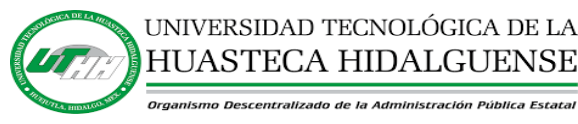 UNIVERSIDAD TECNOLÓGICA DE LA HUASTECA HIDALGUENSE
UTHH
HUEJUTLA, HIDALGO, MEX.
UNIVERSIDAD TECNOLÓGICA DE LA
HUASTECA HIDALGUENSE
Organismo Descentralizado de la Administración Pública Estatal